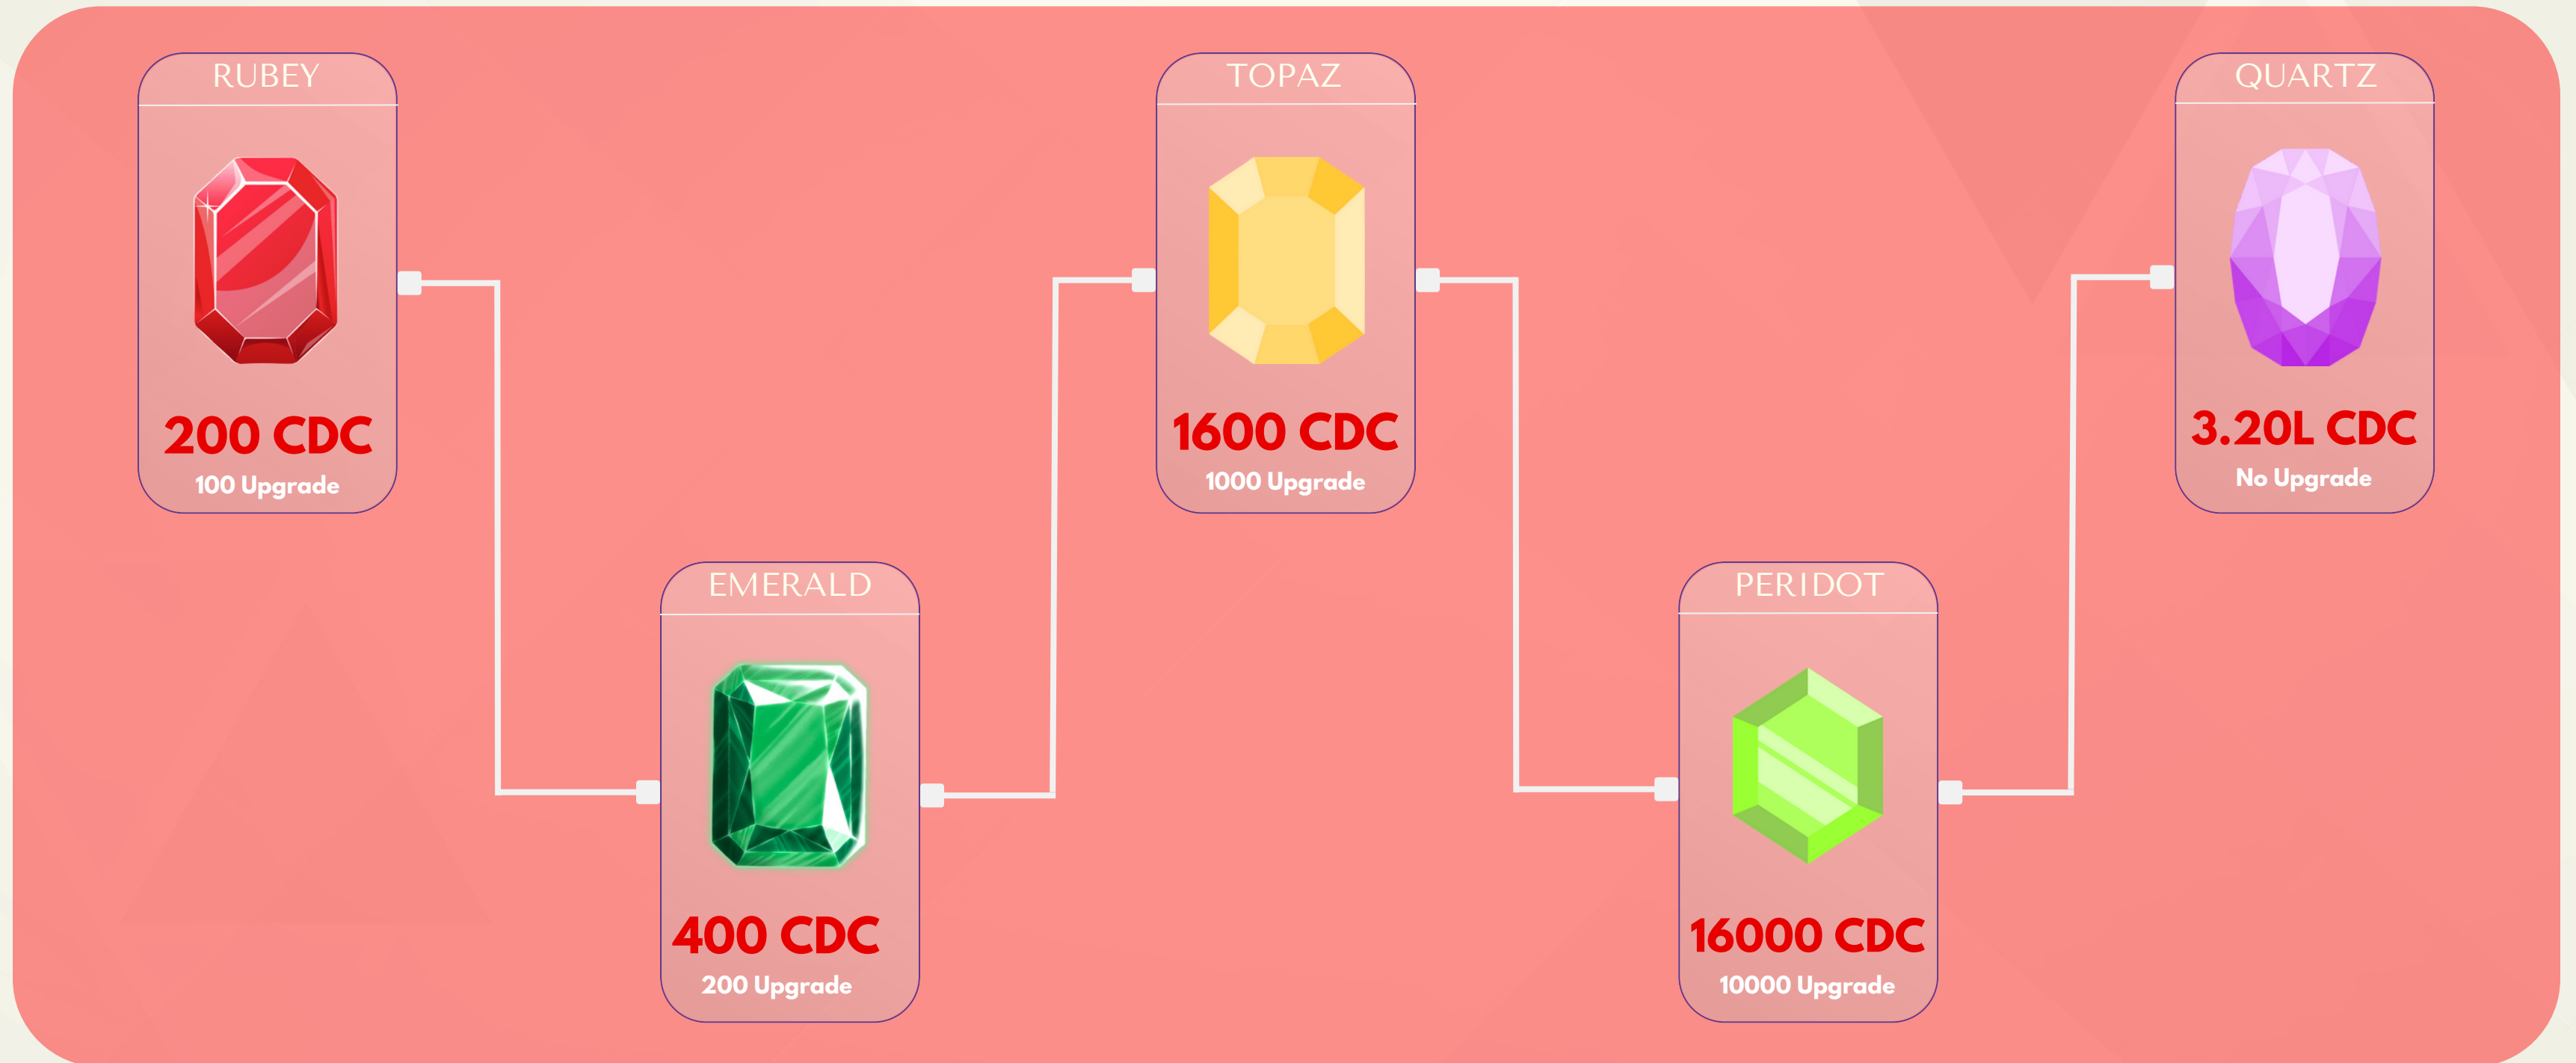 RUBEY
200 CDC
100 Upgrade
EMERALD
400 CDC
200 Upgrade
TOPAZ
1600 CDC
1000 Upgrade
PERIDOT
16000 CDC
10000 Upgrade
QUARTZ
3.20L CDC
No Upgrade